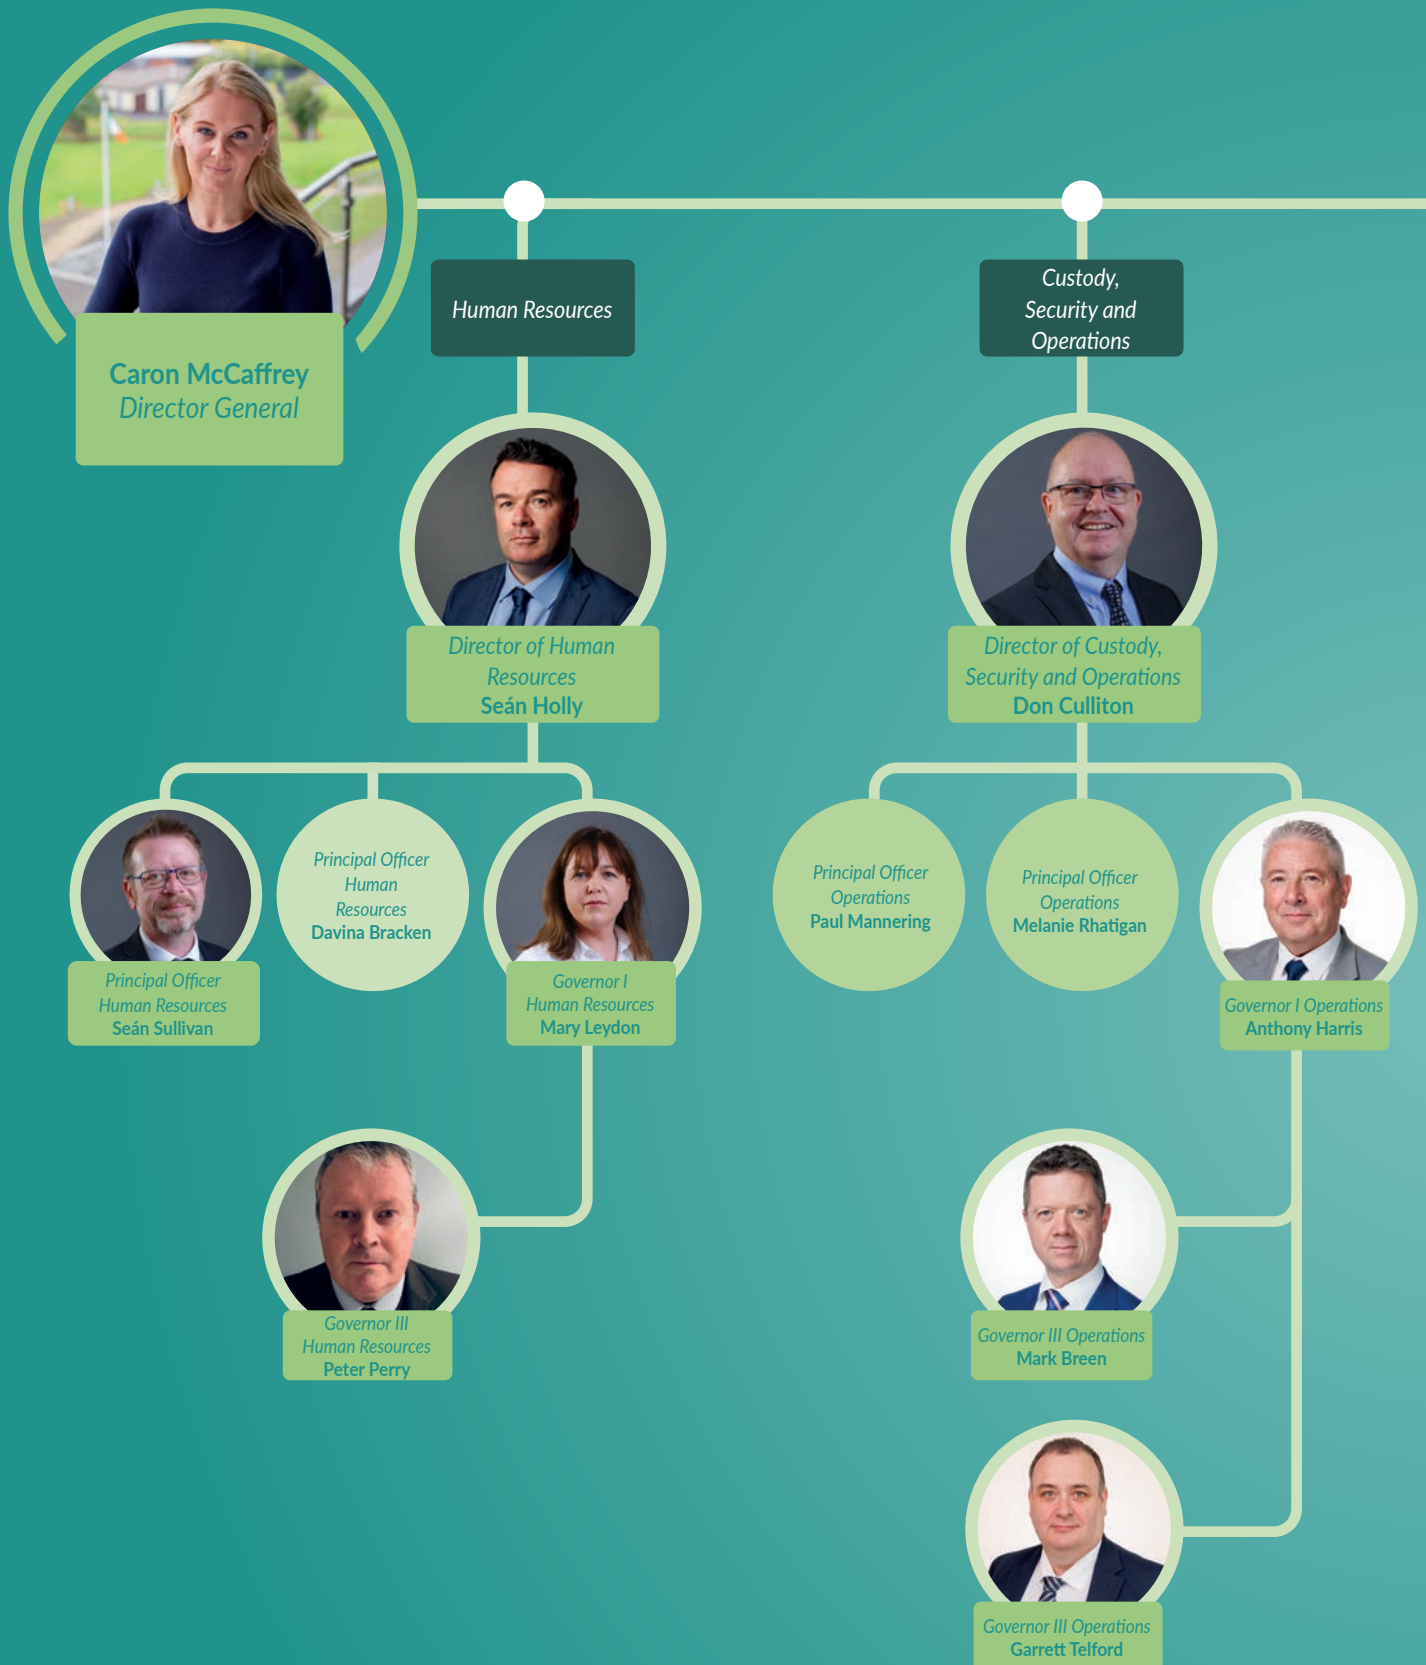 Caron McCaffrey
Director General
Human Resources
Custody,
Security and
Operations
Director of Human
Resources
Seán Holly
Director of Custody,
Security and Operations
Don Culliton
Principal Officer
Human Resources
Seán Sullivan
Principal Officer
Human
Resources
Davina Bracken
Governor I
Human Resources
Mary Leydon
Principal Officer
Operations
Paul Mannering
Principal Officer
Operations
Melanie Rhatigan
Governor I Operations
Anthony Harris
Governor III
Human Resources
Peter Perry
Governor III Operations
Mark Breen
Governor III Operations
Garrett Telford